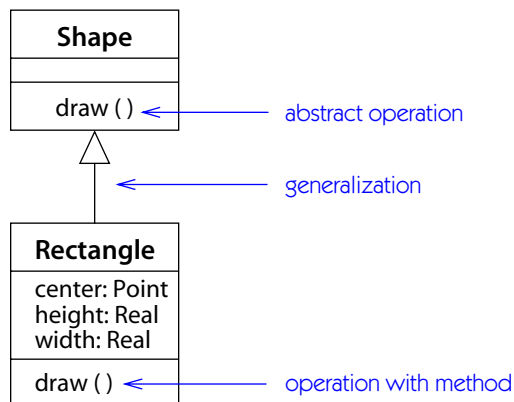 Shape
draw ( )
abstract operation
generalization
Rectangle
center: Point
height: Real
width: Real
draw ( )
operation with method